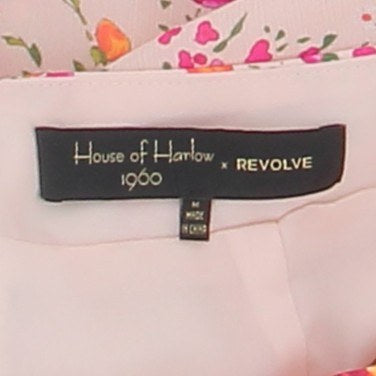 House of Harlow × REVOLVE
1960
M
MADE
IN CHINA